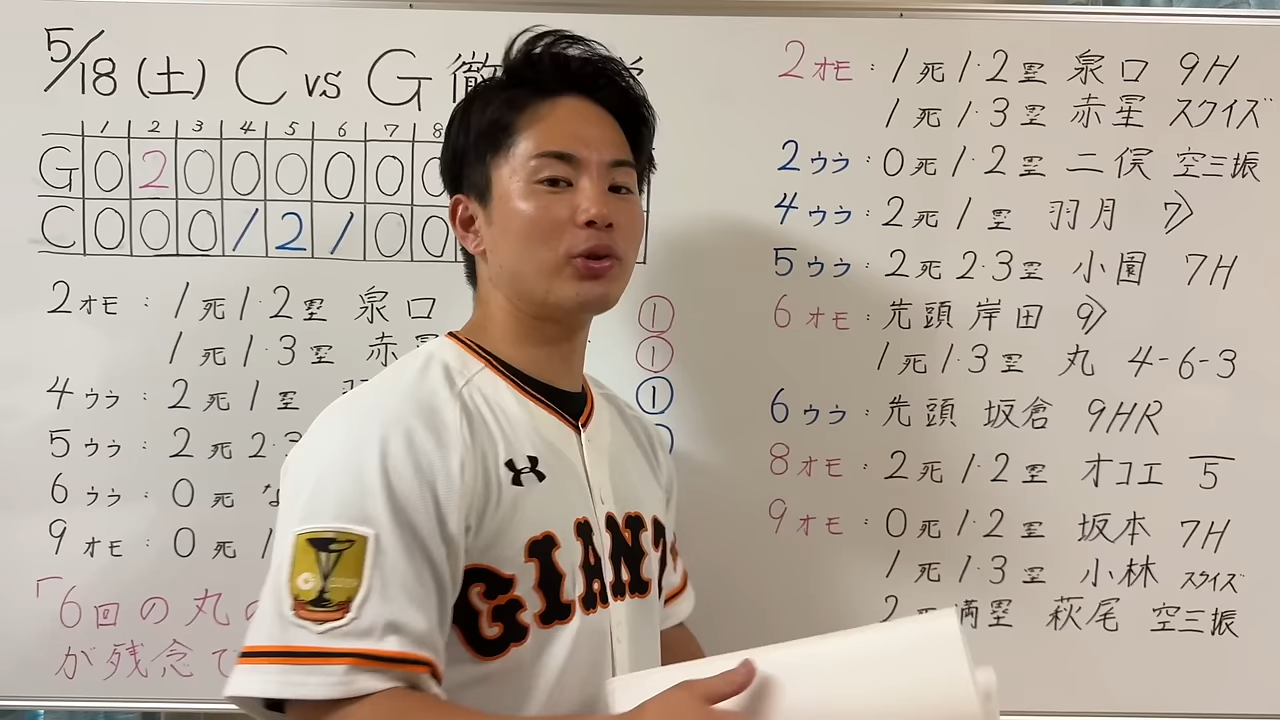 5/18(土) C vs G 徹
1 2 3 4 5 6 7 8
G 0 2 0 0 0 0 0 0
C 0 0 0 1 2 1 0 0
2オモ：1死1・2塁 泉口 ①
1死1・3塁 赤 ①
4ウラ：2死1塁 ①
5ウラ：2死2・3
6ウラ：0死
9オモ：0死1
「6回の丸の
が残念で
2オモ：1死1・2塁 泉口 9H
1死1・3塁 赤星 スクイズ
2ウラ：0死1・2塁 二俣 空三振
4ウラ：2死1塁 羽月 7>
5ウラ：2死2・3塁 小園 7H
6オモ：先頭 岸田 9>
1死1・3塁 丸 4-6-3
6ウラ：先頭 坂倉 9HR
8オモ：2死1・2塁 オコエ 5
9オモ：0死1・2塁 坂本 7H
1死1・3塁 小林 スクイズ
2死満塁 萩尾 空三振
GIANT